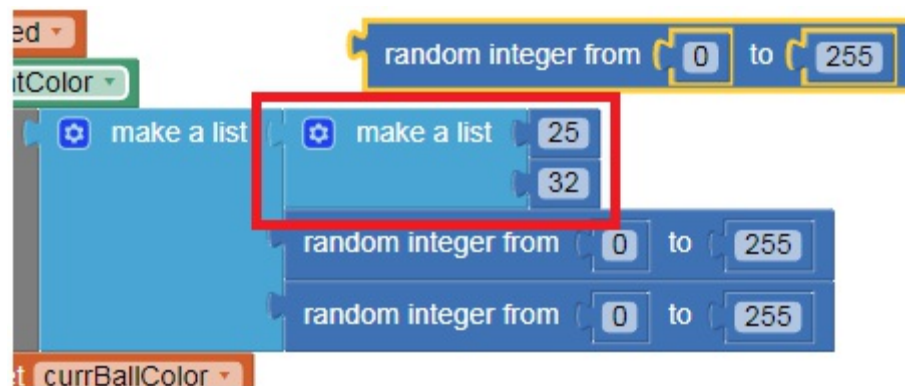 ed
random integer from 0 to 255
tColor
make a list make a list 25
32
random integer from 0 to 255
random integer from 0 to 255
et currBallColor